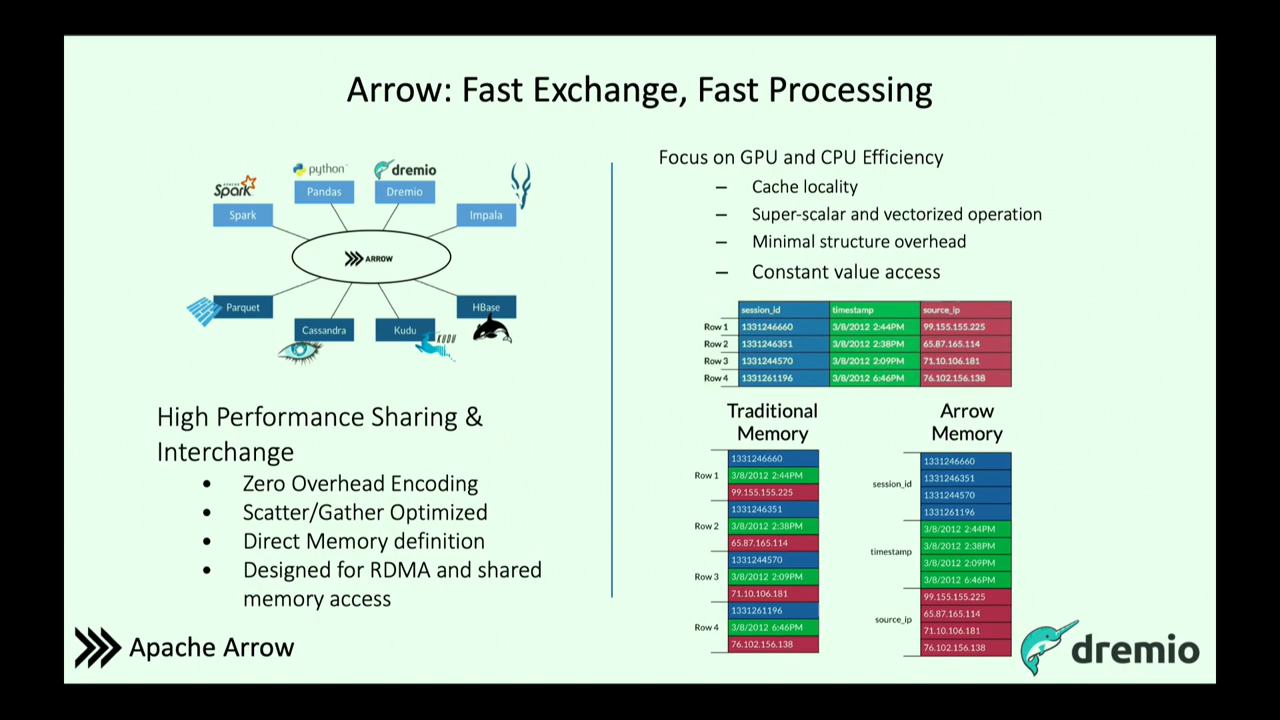 Arrow: Fast Exchange, Fast Processing
APACHE
Spark
python
dremio
Spark
Pandas
Dremio
Impala
ARROW
Parquet
Cassandra
Kudu
HBase
KUDU
High Performance Sharing &
Interchange
• Zero Overhead Encoding
• Scatter/Gather Optimized
• Direct Memory definition
• Designed for RDMA and shared
memory access
Apache Arrow
Focus on GPU and CPU Efficiency
– Cache locality
– Super-scalar and vectorized operation
– Minimal structure overhead
– Constant value access
session_id timestamp source_ip
Row 1 1331246660 3/8/2012 2:44PM 99.155.155.225
Row 2 1331246351 3/8/2012 2:38PM 65.87.165.114
Row 3 1331244570 3/8/2012 2:09PM 71.10.106.181
Row 4 1331261196 3/8/2012 6:46PM 76.102.156.138
Traditional
Memory
Row 1
1331246660
3/8/2012 2:44PM
99.155.155.225
Row 2
1331246351
3/8/2012 2:38PM
65.87.165.114
Row 3
1331244570
3/8/2012 2:09PM
71.10.106.181
Row 4
1331261196
3/8/2012 6:46PM
76.102.156.138
Arrow
Memory
session_id
1331246660
1331246351
1331244570
1331261196
timestamp
3/8/2012 2:44PM
3/8/2012 2:38PM
3/8/2012 2:09PM
3/8/2012 6:46PM
source_ip
99.155.155.225
65.87.165.114
71.10.106.181
76.102.156.138
dremio